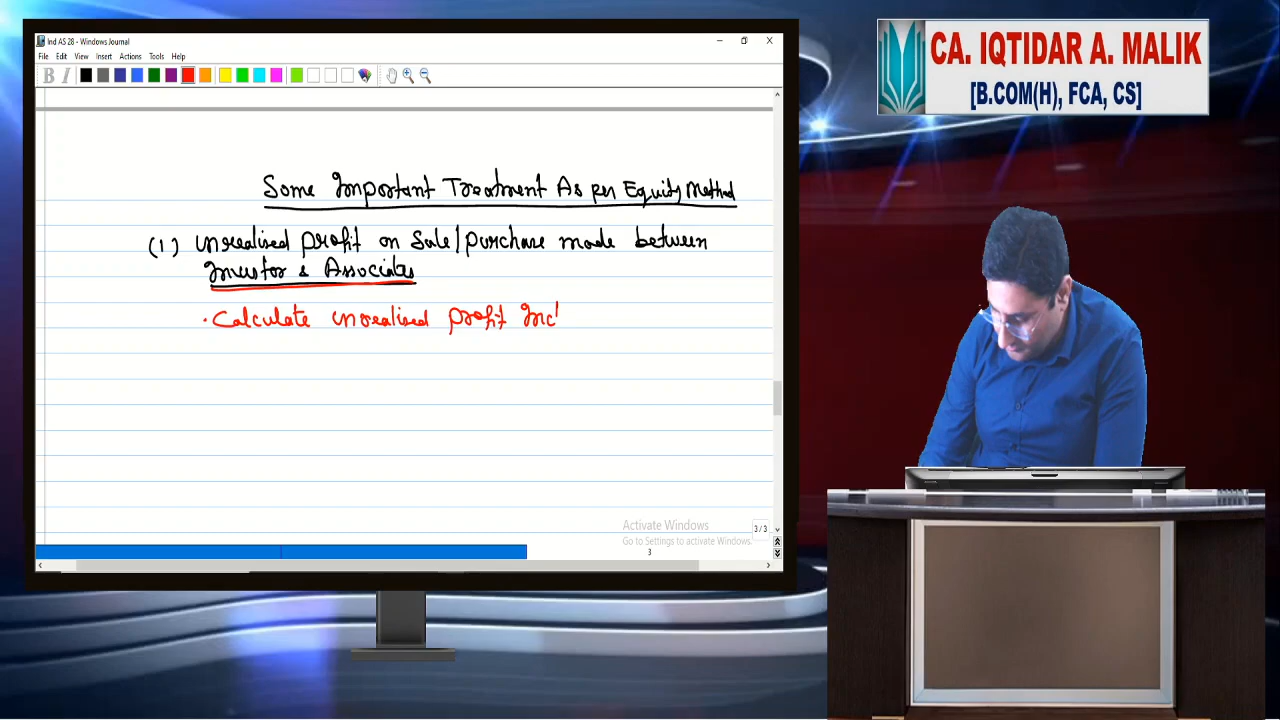 Ind AS 28 - Windows Journal
File Edit View Insert Actions Tools Help
B I
CA. IQTIDAR A. MALIK
[B.COM(H), FCA, CS]
Some Important Treatment As per Equity Method
(1) Unrealised profit on Sale/purchase made between
Investor & Associates
· Calculate unrealised profit Incl
Activate Windows
Go to Settings to activate Windows.
3 / 3
3